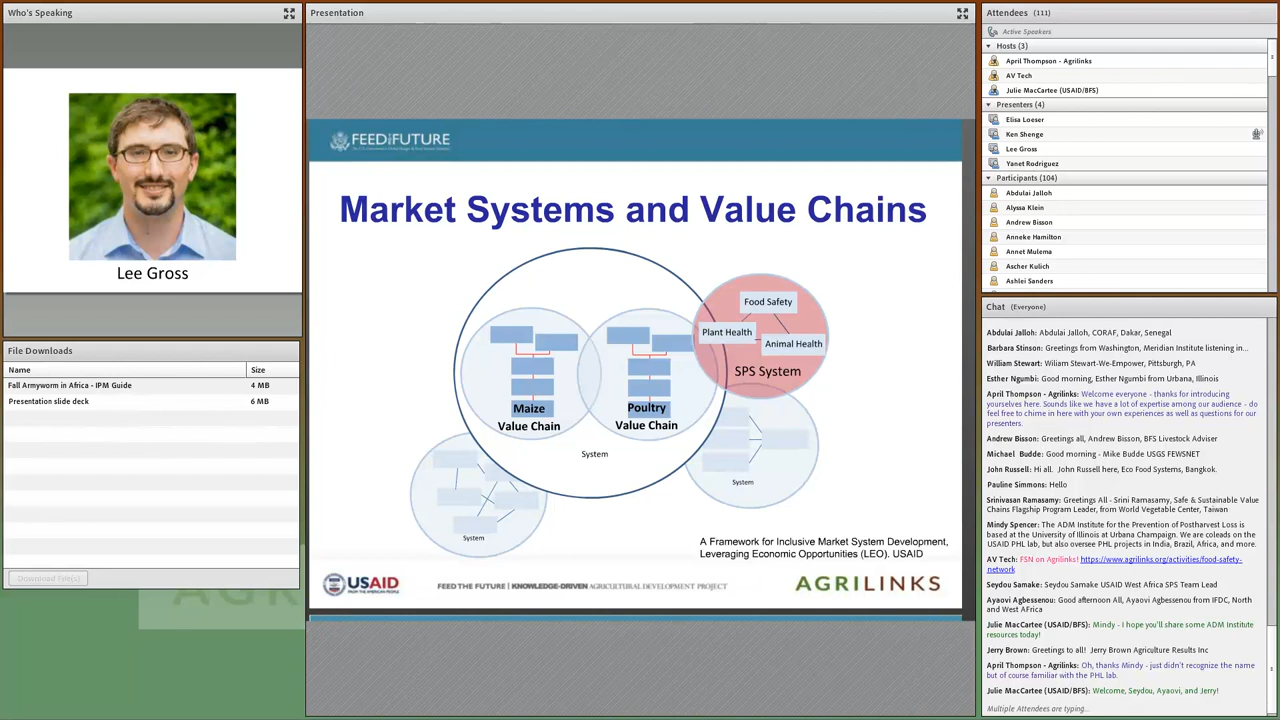 Who's Speaking
Lee Gross
File Downloads
Name Size
Fall Armyworm in Africa - IPM Guide 4 MB
Presentation slide deck 6 MB
Download File(s)
Presentation
FEED THE FUTURE
Market Systems and Value Chains
Food Safety
Plant Health
Animal Health
SPS System
Maize
Value Chain
Poultry
Value Chain
System
System
System
A Framework for Inclusive Market System Development,
Leveraging Economic Opportunities (LEO). USAID
USAID
FROM THE AMERICAN PEOPLE
FEED THE FUTURE | KNOWLEDGE-DRIVEN AGRICULTURAL DEVELOPMENT PROJECT
AGRILINKS
Attendees (111)
Active Speakers
Hosts (3)
April Thompson - Agrilinks
AV Tech
Julie MacCartee (USAID/BFS)
Presenters (4)
Elisa Loeser
Ken Shenge
Lee Gross
Yanet Rodriguez
Participants (104)
Abdulai Jalloh
Alyssa Klein
Andrew Bisson
Anneke Hamilton
Annet Mulema
Ascher Kulich
Ashlei Sanders
Chat (Everyone)
Abdulai Jalloh: Abdulai Jalloh, CORAF, Dakar, Senegal
Barbara Stinson: Greetings from Washington, Meridian Institute listening in...
William Stewart: Wiliam Stewart-We-Empower, Pittsburgh, PA
Esther Ngumbi: Good morning, Esther Ngumbi from Urbana, Illinois
April Thompson - Agrilinks: Welcome everyone - thanks for introducing
yourselves here. Sounds like we have a lot of expertise among our audience - do
feel free to chime in here with your own experiences as well as questions for our
presenters.
Andrew Bisson: Greetings all, Andrew Bisson, BFS Livestock Adviser
Michael Budde: Good morning - Mike Budde USGS FEWSNET
John Russell: Hi all. John Russell here, Eco Food Systems, Bangkok.
Pauline Simmons: Hello
Srinivasan Ramasamy: Greetings All - Srini Ramasamy, Safe & Sustainable Value
Chains Flagship Program Leader, from World Vegetable Center, Taiwan
Mindy Spencer: The ADM Institute for the Prevention of Postharvest Loss is
based at the University of Illinois at Urbana Champaign. We are coleads on the
USAID PHL lab, but also oversee PHL projects in India, Brazil, Africa, and more.
AV Tech: FSN on Agrilinks! https://www.agrilinks.org/activities/food-safety-
network
Seydou Samake: Seydou Samake USAID West Africa SPS Team Lead
Ayaovi Agbessenou: Good afternoon All, Ayaovi Agbessenou from IFDC, North
and West AFrica
Julie MacCartee (USAID/BFS): Mindy - I hope you'll share some ADM Institute
resources today!
Jerry Brown: Greetings to all! Jerry Brown Agriculture Results Inc
April Thompson - Agrilinks: Oh, thanks Mindy - just didn't recognize the name
but of course familiar with the PHL lab.
Julie MacCartee (USAID/BFS): Welcome, Seydou, Ayaovi, and Jerry!
Multiple Attendees are typing...